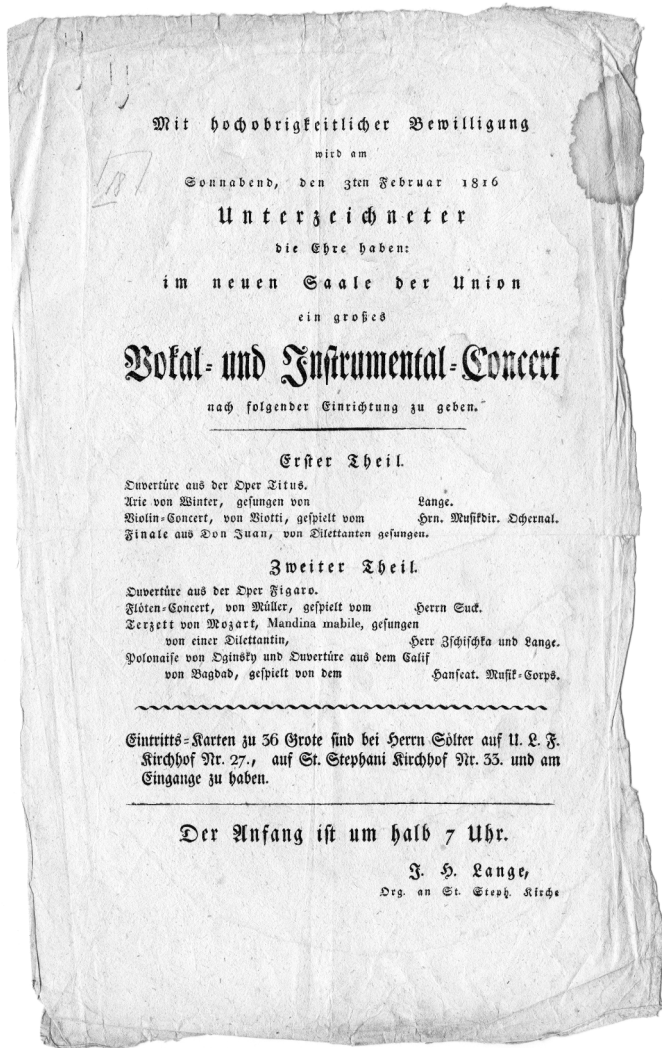 18
Mit hochobrigkeitlicher Bewilligung
wird am
Sonnabend, den 3ten Februar 1816
Unterzeichneter
die Ehre haben:
im neuen Saale der Union
ein großes
Vokal- und Instrumental-Concert
nach folgender Einrichtung zu geben.
Erster Theil.
Ouvertüre aus der Oper Titus.
Arie von Winter, gesungen von Lange.
Violin-Concert, von Viotti, gespielt vom Hrn. Musikdir. Ochernal.
Finale aus Don Juan, von Dilettanten gesungen.
Zweiter Theil.
Ouvertüre aus der Oper Figaro.
Flöten-Concert, von Müller, gespielt vom Herrn Suck.
Terzett von Mozart, Mandina mabile, gesungen
von einer Dilettantin, Herr Zschischka und Lange.
Polonaise von Oginsky und Ouvertüre aus dem Calif
von Bagdad, gespielt von dem Hanseat. Musik-Corps.
Eintritts-Karten zu 36 Grote sind bei Herrn Sölter auf U. L. F.
Kirchhof Nr. 27., auf St. Stephani Kirchhof Nr. 33. und am
Eingange zu haben.
Der Anfang ist um halb 7 Uhr.
J. H. Lange,
Org. an St. Steph. Kirche